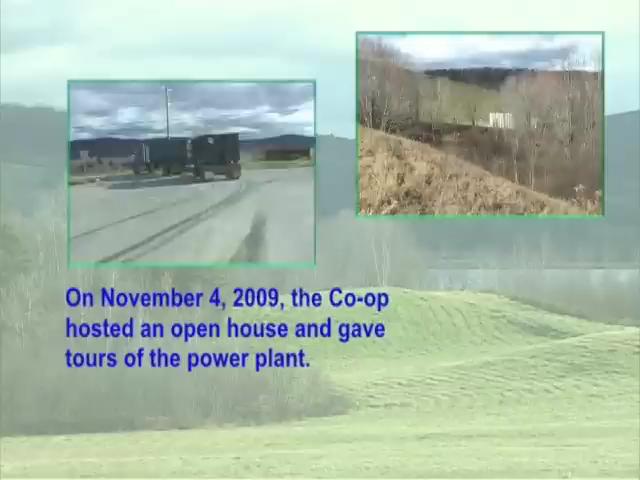 On November 4, 2009, the Co-op
hosted an open house and gave
tours of the power plant.